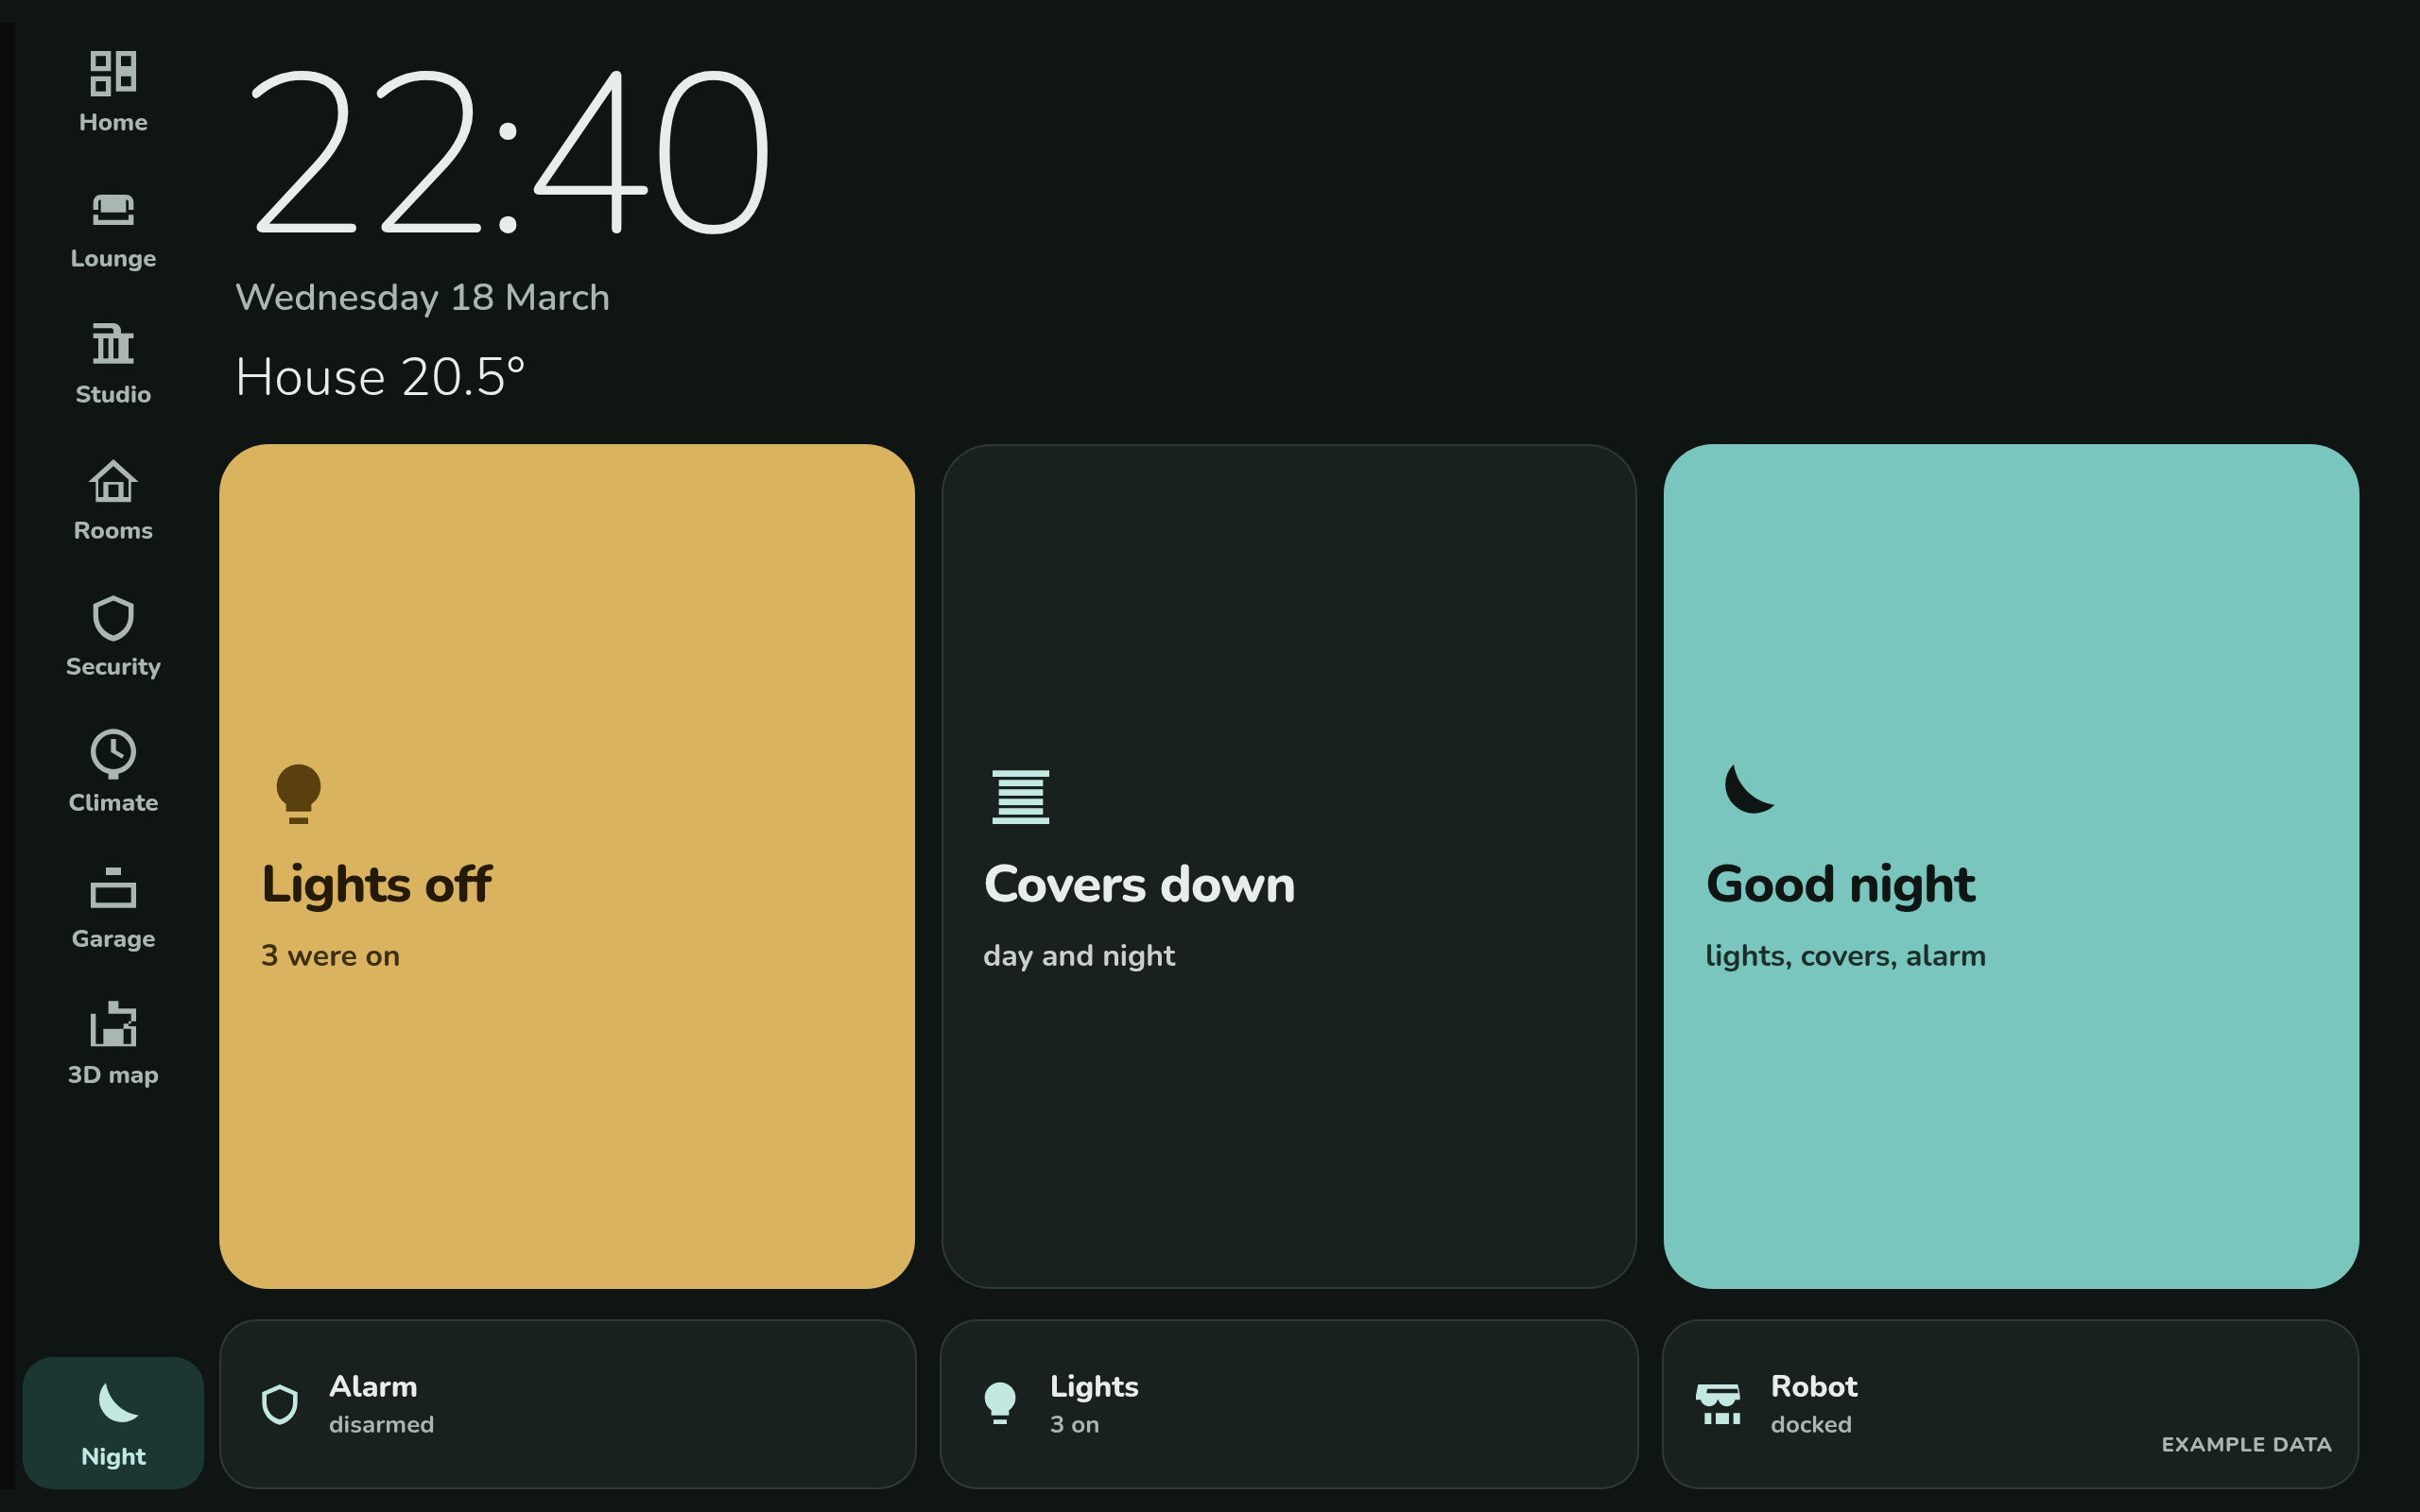 22:40
Wednesday 18 March
House 20.5°
Home
Lounge
Studio
Rooms
Security
Climate
Garage
3D map
Night
Lights off
3 were on
Covers down
day and night
Good night
lights, covers, alarm
Alarm
disarmed
Lights
3 on
Robot
docked
EXAMPLE DATA